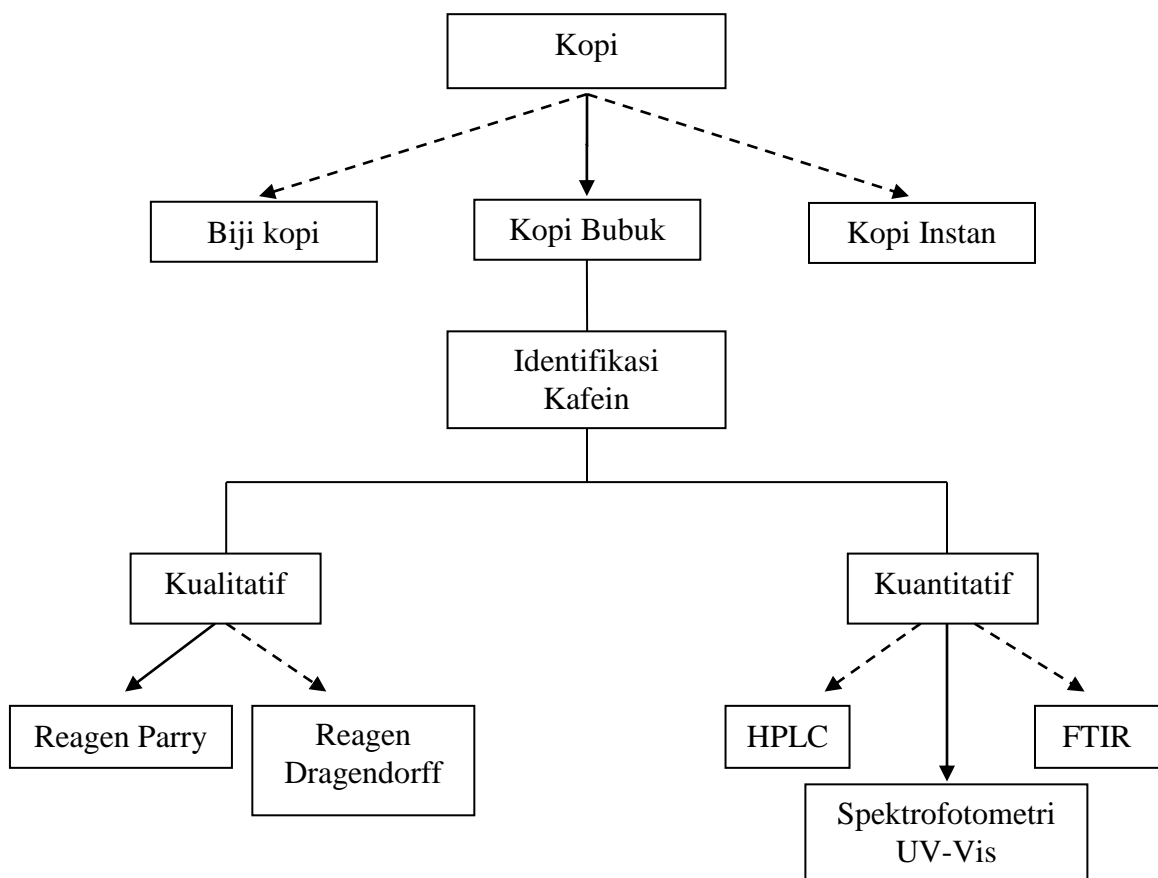 Kopi
Biji kopi
Kopi Bubuk
Kopi Instan
Identifikasi
Kafein
Kualitatif
Kuantitatif
Reagen Parry
Reagen
Dragendorff
HPLC
FTIR
Spektrofotometri
UV-Vis